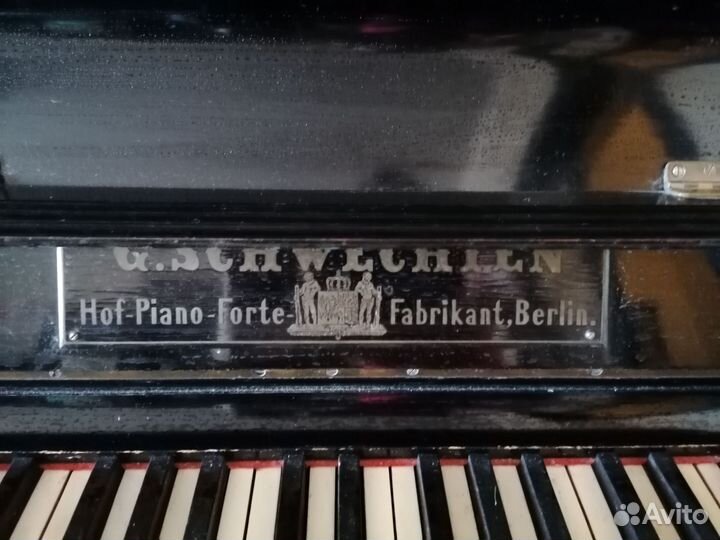 G. SCHWECHTEN
Hof-Piano-Forte-Fabrikant, Berlin.
Avito